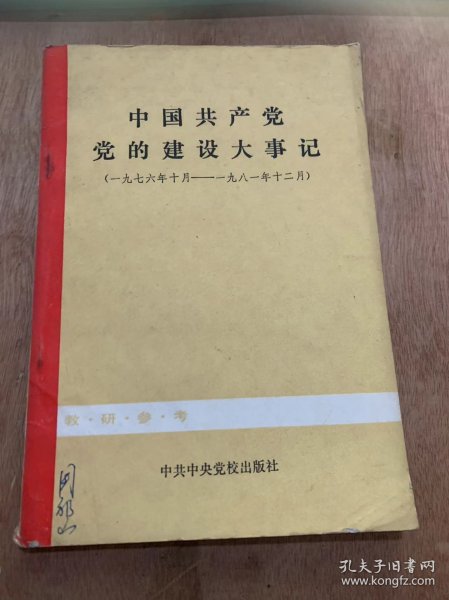 中国共产党
党的建设大事记
(一九七六年十月——一九八一年十二月)
教·研·参·考
中共中央党校出版社
孔夫子旧书网
www.kongfz.com